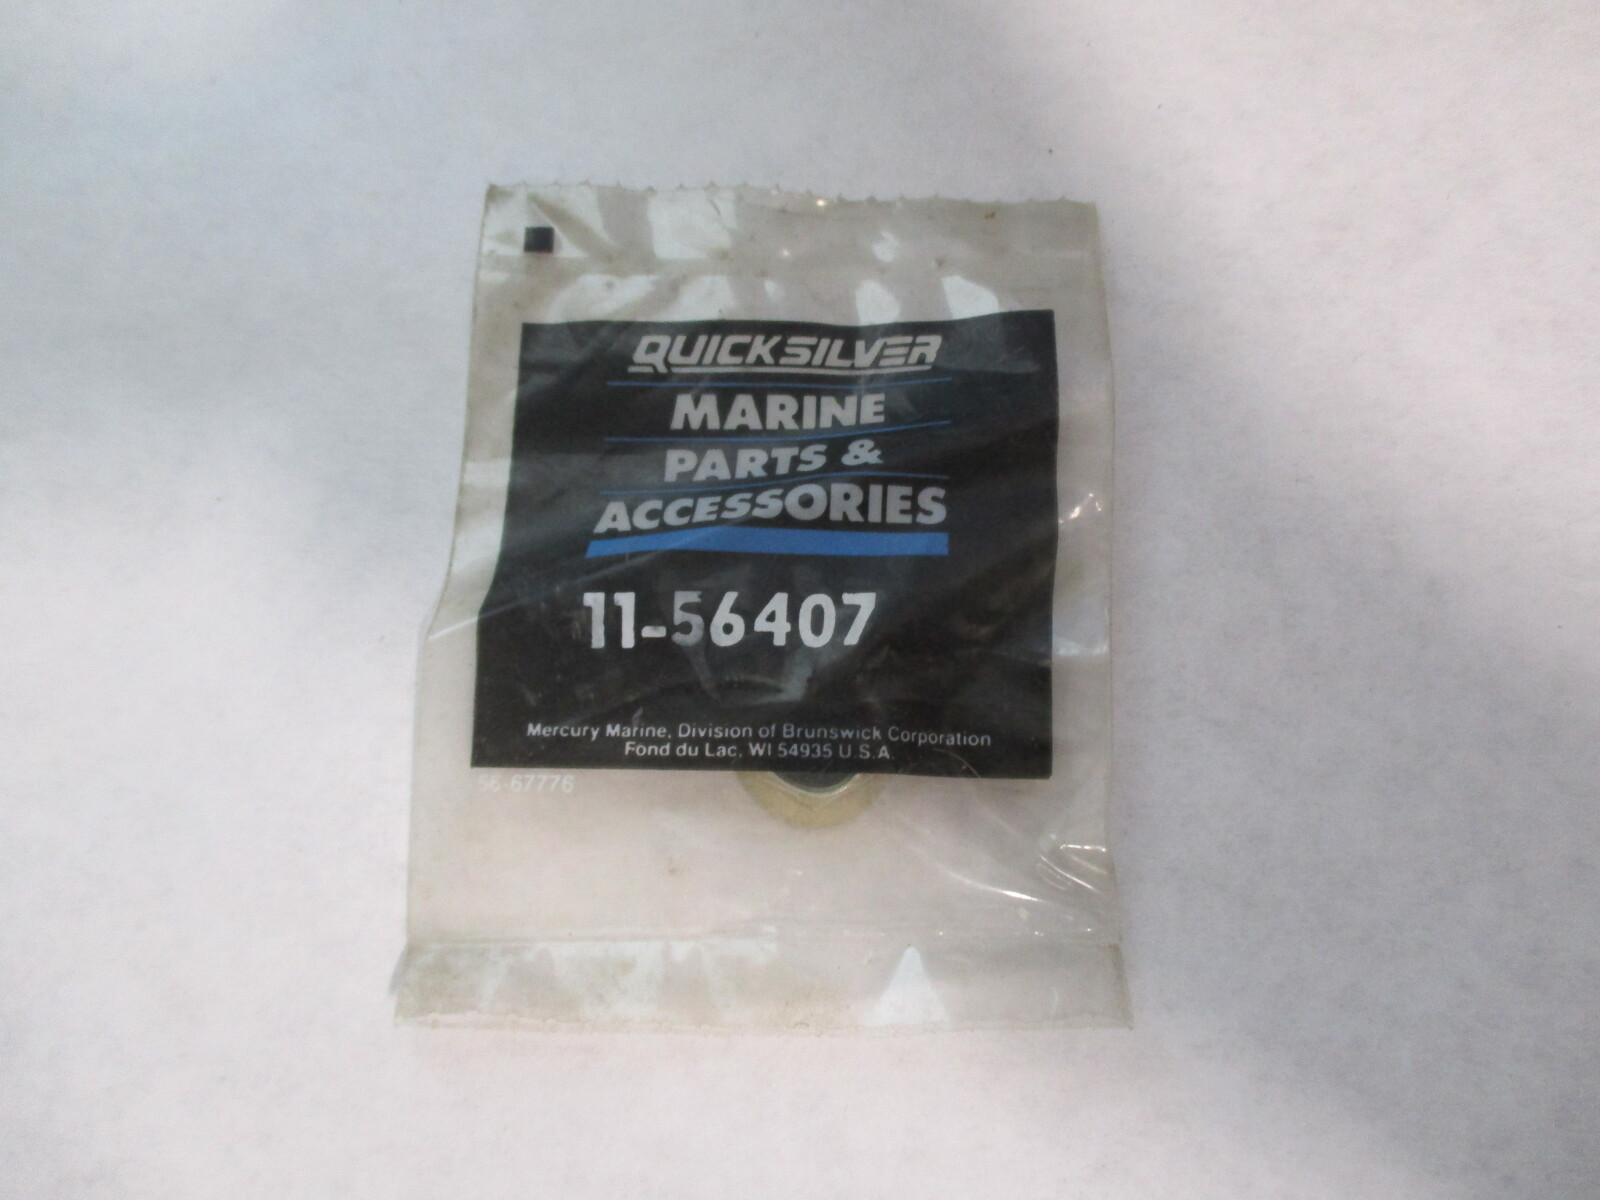 QUICKSILVER
MARINE
PARTS &
ACCESSORIES
11-56407
Mercury Marine, Division of Brunswick Corporation
Fond du Lac, WI 54935 U.S.A.
56-67776